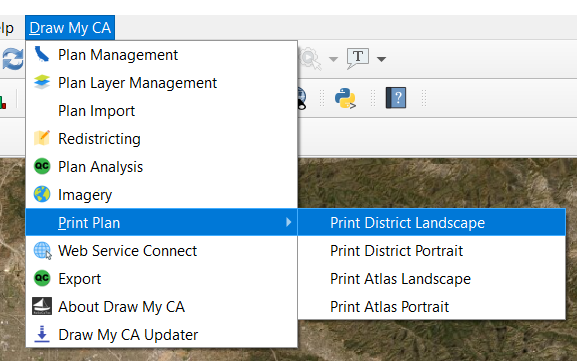 lp Draw My CA
Plan Management
Plan Layer Management
T
Plan Import
Redistricting
?
Plan Analysis
QC
Imagery
Print Plan
Print District Landscape
Web Service Connect
Print District Portrait
QC Export
Print Atlas Landscape
About Draw My CA
Print Atlas Portrait
Draw My CA Updater